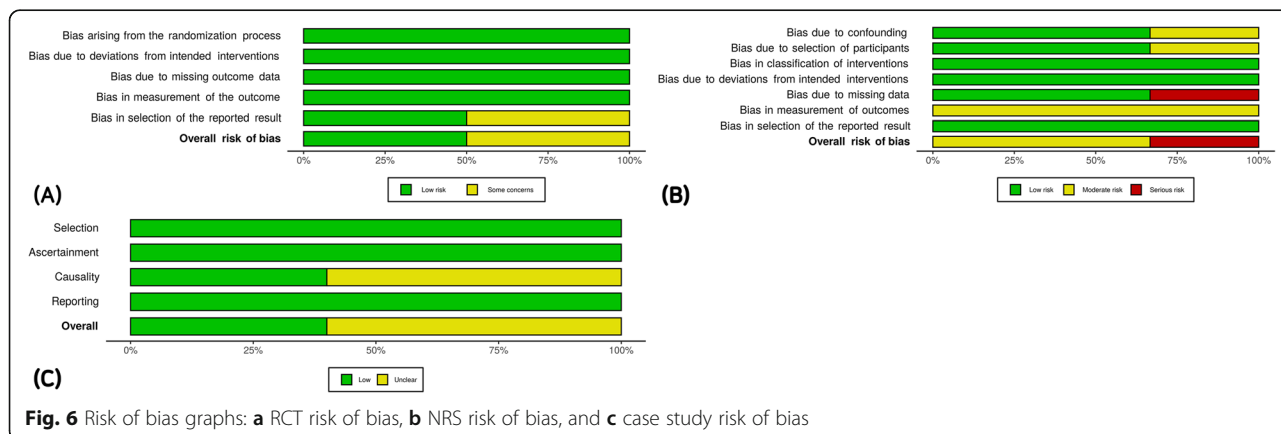 Bias arising from the randomization process
Bias due to deviations from intended interventions
Bias due to missing outcome data
Bias in measurement of the outcome
Bias in selection of the reported result
Overall risk of bias
0% 25% 50% 75% 100%
Low risk Some concerns
(A)
Bias due to confounding
Bias due to selection of participants
Bias in classification of interventions
Bias due to deviations from intended interventions
Bias due to missing data
Bias in measurement of outcomes
Bias in selection of the reported result
Overall risk of bias
0% 25% 50% 75% 100%
Low risk Moderate risk Serious risk
(B)
Selection
Ascertainment
Causality
Reporting
Overall
0% 25% 50% 75% 100%
Low Unclear
(C)
Fig. 6 Risk of bias graphs: a RCT risk of bias, b NRS risk of bias, and c case study risk of bias